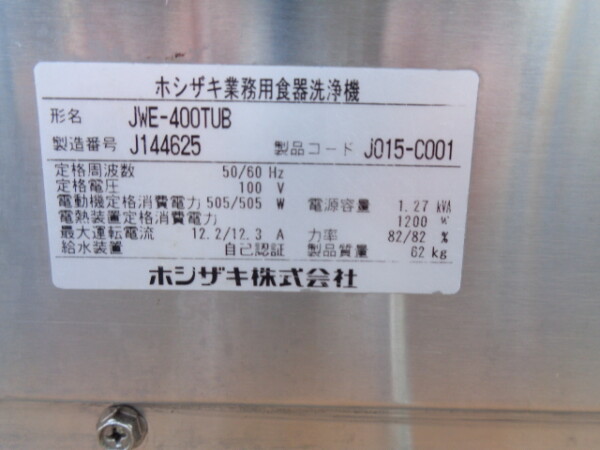 ホシザキ業務用食器洗浄機
形名 JWE-400TUB
製造番号 J144625 製品コード J015-C001
定格周波数 50/60 Hz
定格電圧 100 V
電動機定格消費電力 505/505 W 電源容量 1.27 kVA
電熱装置定格消費電力 1200 W
最大運転電流 12.2/12.3 A 力率 82/82 %
給水装置 自己認証 製品質量 62 kg
ホシザキ株式会社